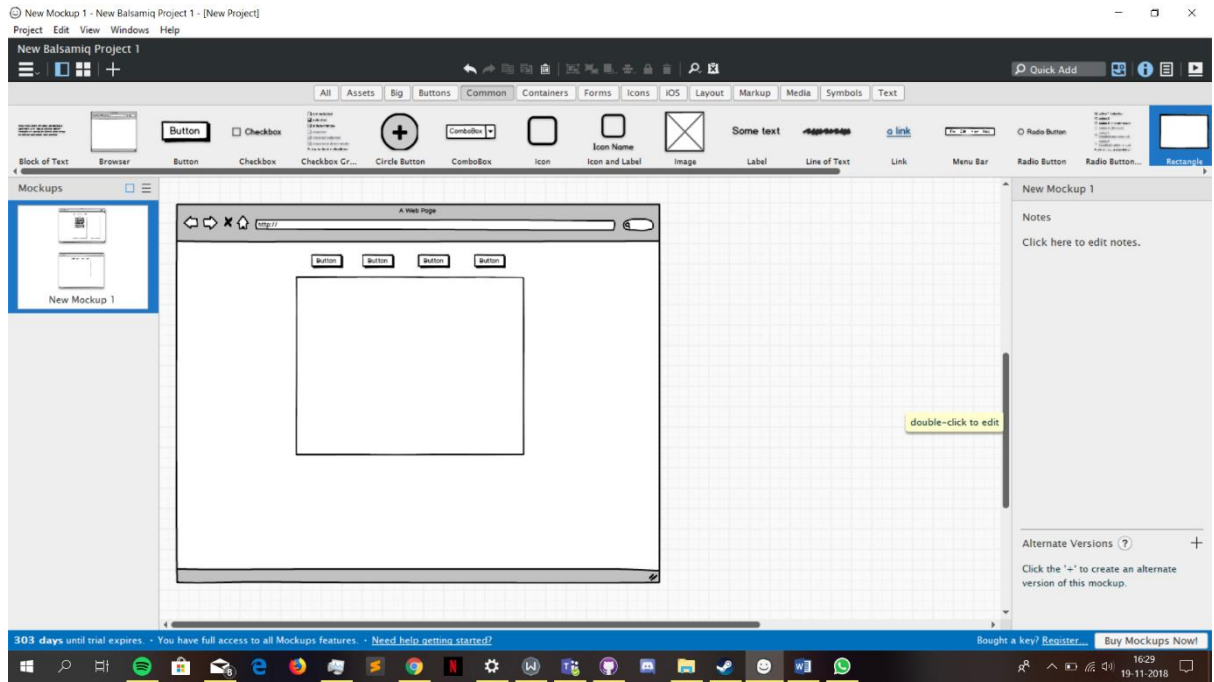 New Mockup 1 - New Balsamiq Project 1 - [New Project]
Project Edit View Windows Help
New Balsamiq Project 1
Quick Add
All Assets Big Buttons Common Containers Forms Icons iOS Layout Markup Media Symbols Text
Button
Checkbox
ComboBox
Icon Name
Some text
a link
Radio Button
Block of Text Browser Button Checkbox Checkbox Gr... Circle Button ComboBox Icon Icon and Label Image Label Line of Text Link Menu Bar Radio Button Radio Button... Rectangle
Mockups
New Mockup 1
A Web Page
http://
Button Button Button Button
double-click to edit
New Mockup 1
Notes
Click here to edit notes.
Alternate Versions ?
Click the '+' to create an alternate
version of this mockup.
303 days until trial expires. • You have full access to all Mockups features. • Need help getting started?
Bought a key? Register... Buy Mockups Now!
16:29
19-11-2018